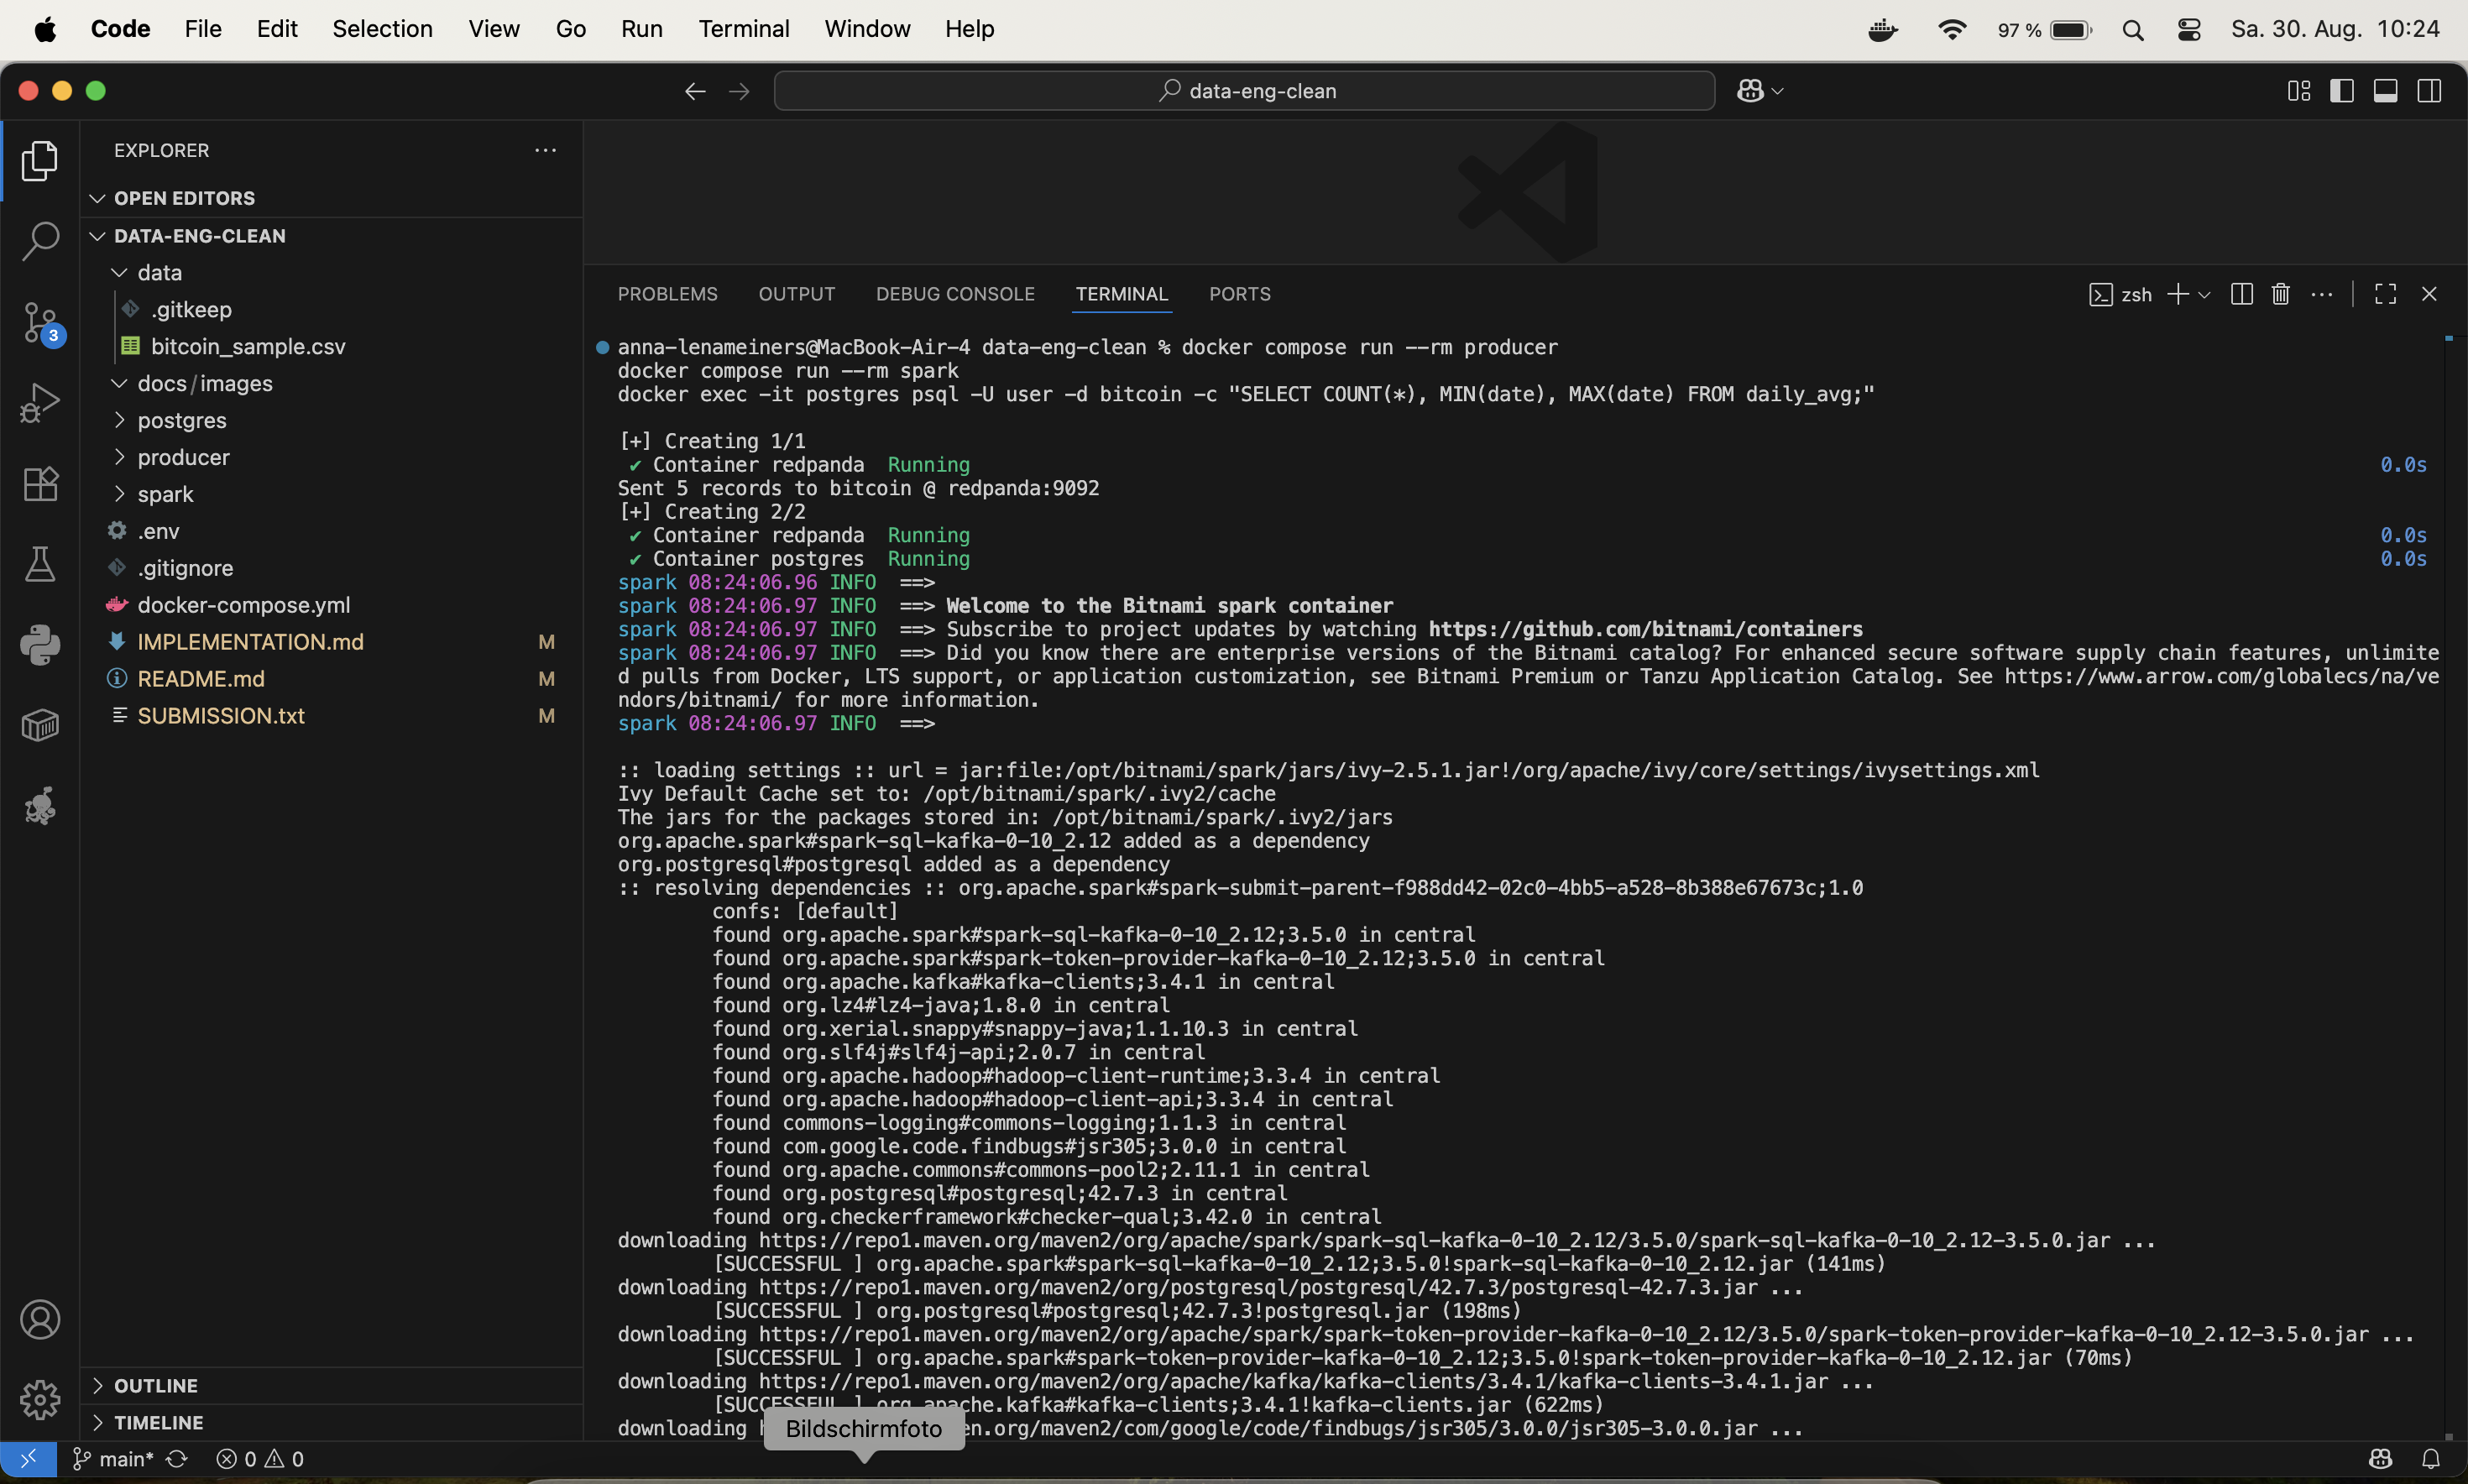 Code File Edit Selection View Go Run Terminal Window Help 97 % Sa. 30. Aug. 10:24
data-eng-clean
EXPLORER
OPEN EDITORS
DATA-ENG-CLEAN
data
.gitkeep
bitcoin_sample.csv
docs/images
postgres
producer
spark
.env
.gitignore
docker-compose.yml
IMPLEMENTATION.md M
README.md M
SUBMISSION.txt M
OUTLINE
TIMELINE
3
PROBLEMS OUTPUT DEBUG CONSOLE TERMINAL PORTS zsh
anna-lenameiners@MacBook-Air-4 data-eng-clean % docker compose run --rm producer
docker compose run --rm spark
docker exec -it postgres psql -U user -d bitcoin -c "SELECT COUNT(*), MIN(date), MAX(date) FROM daily_avg;"
[+] Creating 1/1
✔ Container redpanda Running 0.0s
Sent 5 records to bitcoin @ redpanda:9092
[+] Creating 2/2
✔ Container redpanda Running 0.0s
✔ Container postgres Running 0.0s
spark 08:24:06.96 INFO ==>
spark 08:24:06.97 INFO ==> Welcome to the Bitnami spark container
spark 08:24:06.97 INFO ==> Subscribe to project updates by watching https://github.com/bitnami/containers
spark 08:24:06.97 INFO ==> Did you know there are enterprise versions of the Bitnami catalog? For enhanced secure software supply chain features, unlimite
d pulls from Docker, LTS support, or application customization, see Bitnami Premium or Tanzu Application Catalog. See https://www.arrow.com/globalecs/na/ve
ndors/bitnami/ for more information.
spark 08:24:06.97 INFO ==>
:: loading settings :: url = jar:file:/opt/bitnami/spark/jars/ivy-2.5.1.jar!/org/apache/ivy/core/settings/ivysettings.xml
Ivy Default Cache set to: /opt/bitnami/spark/.ivy2/cache
The jars for the packages stored in: /opt/bitnami/spark/.ivy2/jars
org.apache.spark#spark-sql-kafka-0-10_2.12 added as a dependency
org.postgresql#postgresql added as a dependency
:: resolving dependencies :: org.apache.spark#spark-submit-parent-f988dd42-02c0-4bb5-a528-8b388e67673c;1.0
confs: [default]
found org.apache.spark#spark-sql-kafka-0-10_2.12;3.5.0 in central
found org.apache.spark#spark-token-provider-kafka-0-10_2.12;3.5.0 in central
found org.apache.kafka#kafka-clients;3.4.1 in central
found org.lz4#lz4-java;1.8.0 in central
found org.xerial.snappy#snappy-java;1.1.10.3 in central
found org.slf4j#slf4j-api;2.0.7 in central
found org.apache.hadoop#hadoop-client-runtime;3.3.4 in central
found org.apache.hadoop#hadoop-client-api;3.3.4 in central
found commons-logging#commons-logging;1.1.3 in central
found com.google.code.findbugs#jsr305;3.0.0 in central
found org.apache.commons#commons-pool2;2.11.1 in central
found org.postgresql#postgresql;42.7.3 in central
found org.checkerframework#checker-qual;3.42.0 in central
downloading https://repo1.maven.org/maven2/org/apache/spark/spark-sql-kafka-0-10_2.12/3.5.0/spark-sql-kafka-0-10_2.12-3.5.0.jar ...
[SUCCESSFUL ] org.apache.spark#spark-sql-kafka-0-10_2.12;3.5.0!spark-sql-kafka-0-10_2.12.jar (141ms)
downloading https://repo1.maven.org/maven2/org/postgresql/postgresql/42.7.3/postgresql-42.7.3.jar ...
[SUCCESSFUL ] org.postgresql#postgresql;42.7.3!postgresql.jar (198ms)
downloading https://repo1.maven.org/maven2/org/apache/spark/spark-token-provider-kafka-0-10_2.12/3.5.0/spark-token-provider-kafka-0-10_2.12-3.5.0.jar ...
[SUCCESSFUL ] org.apache.spark#spark-token-provider-kafka-0-10_2.12;3.5.0!spark-token-provider-kafka-0-10_2.12.jar (70ms)
downloading https://repo1.maven.org/maven2/org/apache/kafka/kafka-clients/3.4.1/kafka-clients-3.4.1.jar ...
[SUCCESSFUL ] org.apache.kafka#kafka-clients;3.4.1!kafka-clients.jar (622ms)
downloading en.org/maven2/com/google/code/findbugs/jsr305/3.0.0/jsr305-3.0.0.jar ...
Bildschirmfoto
main* 0 0